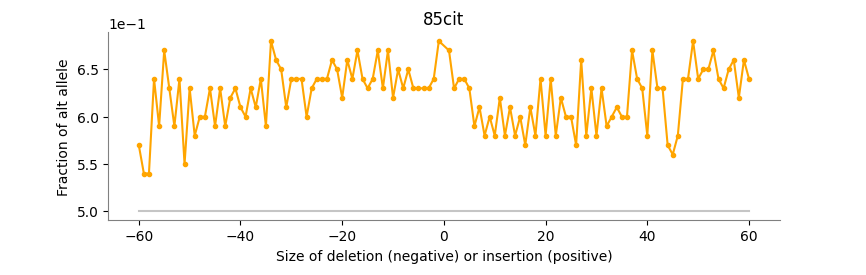 85cit
1e−1
Fraction of alt allele
6.5
6.0
5.5
5.0
−60 −40 −20 0 20 40 60
Size of deletion (negative) or insertion (positive)